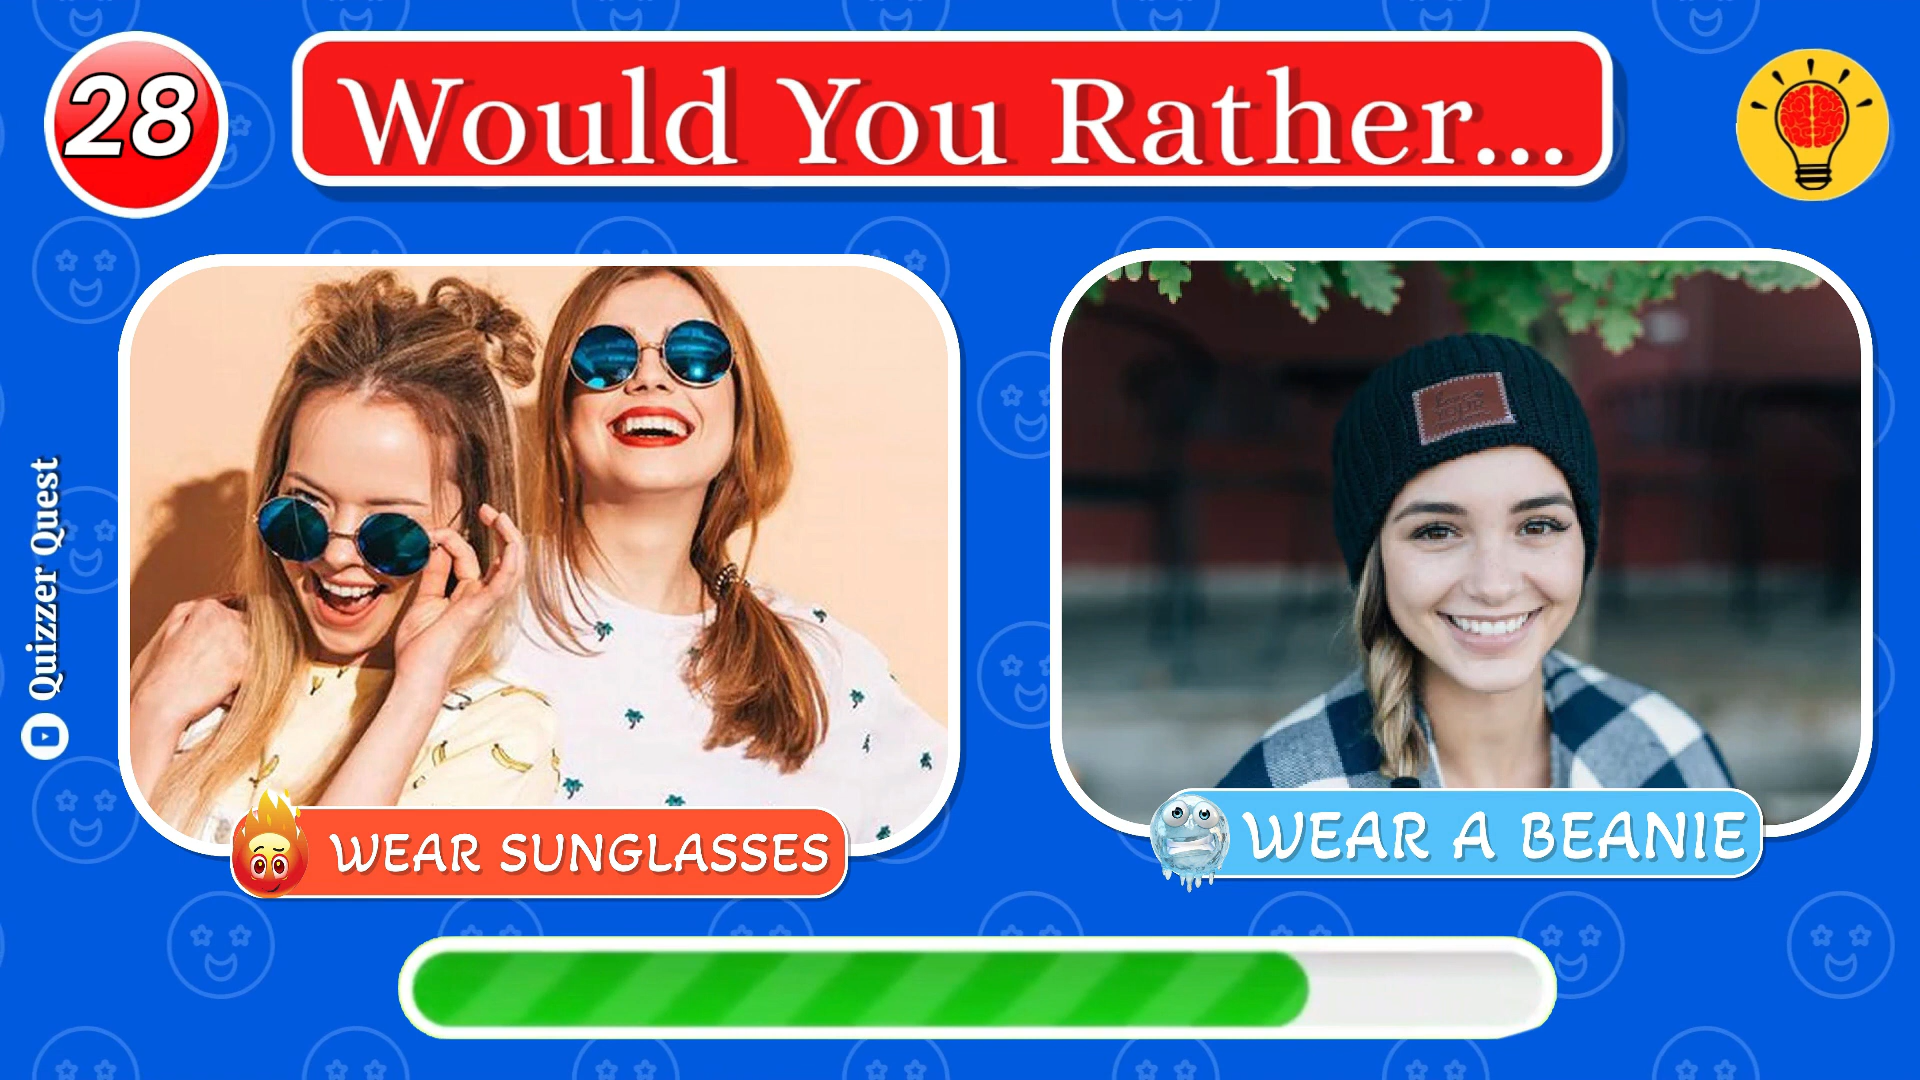 28
Would You Rather...
Quizzer Quest
WEAR SUNGLASSES
WEAR A BEANIE